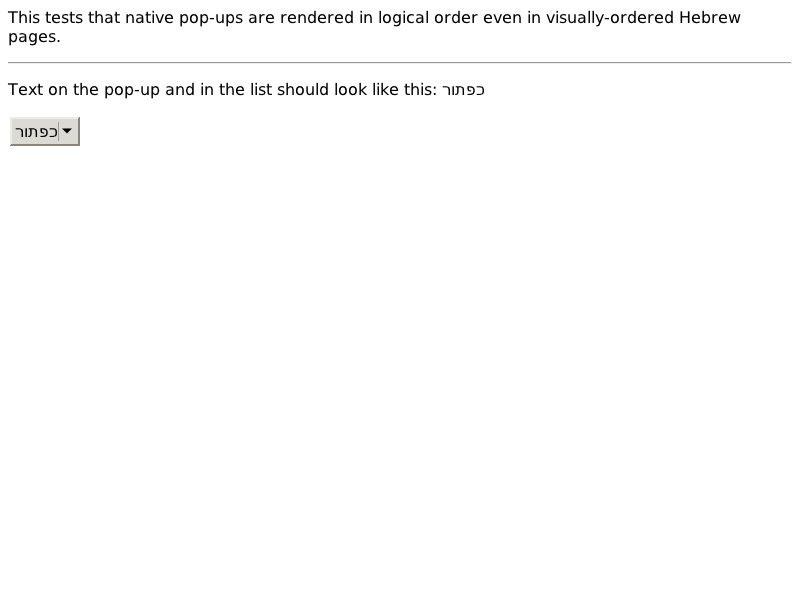 This tests that native pop-ups are rendered in logical order even in visually-ordered Hebrew
pages.
Text on the pop-up and in the list should look like this: כפתור
כפתור